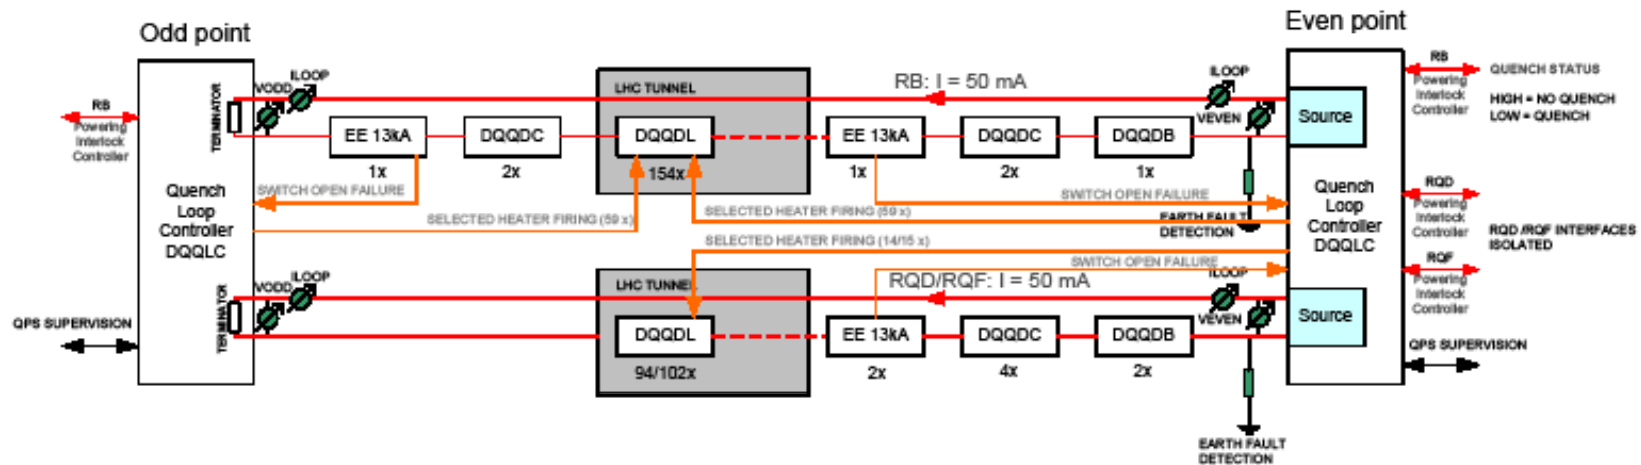 Odd point
Even point
RB
Powering
Interlock
Controller
TERMINATOR
VODD
ILOOP
EE 13kA
1x
DQQDC
2x
LHC TUNNEL
DQQDL
154x
RB: I = 50 mA
EE 13kA
1x
DQQDC
2x
DQQDB
1x
ILOOP
VEVEN
Source
RB
Powering
Interlock
Controller
QUENCH STATUS
HIGH = NO QUENCH
LOW = QUENCH
Quench
Loop
Controller
DQQLC
SWITCH OPEN FAILURE
SELECTED HEATER FIRING (59 x)
SELECTED HEATER FIRING (59 x)
SWITCH OPEN FAILURE
EARTH FAULT
DETECTION
Quench
Loop
Controller
DQQLC
RQD
Powering
Interlock
Controller
RQD /RQF INTERFACES
ISOLATED
RQF
Powering
Interlock
Controller
SELECTED HEATER FIRING (14/15 x)
SWITCH OPEN FAILURE
QPS SUPERVISION
TERMINATOR
VODD
ILOOP
LHC TUNNEL
DQQDL
94/102x
RQD/RQF: I = 50 mA
EE 13kA
2x
DQQDC
4x
DQQDB
2x
ILOOP
VEVEN
Source
QPS SUPERVISION
EARTH FAULT
DETECTION